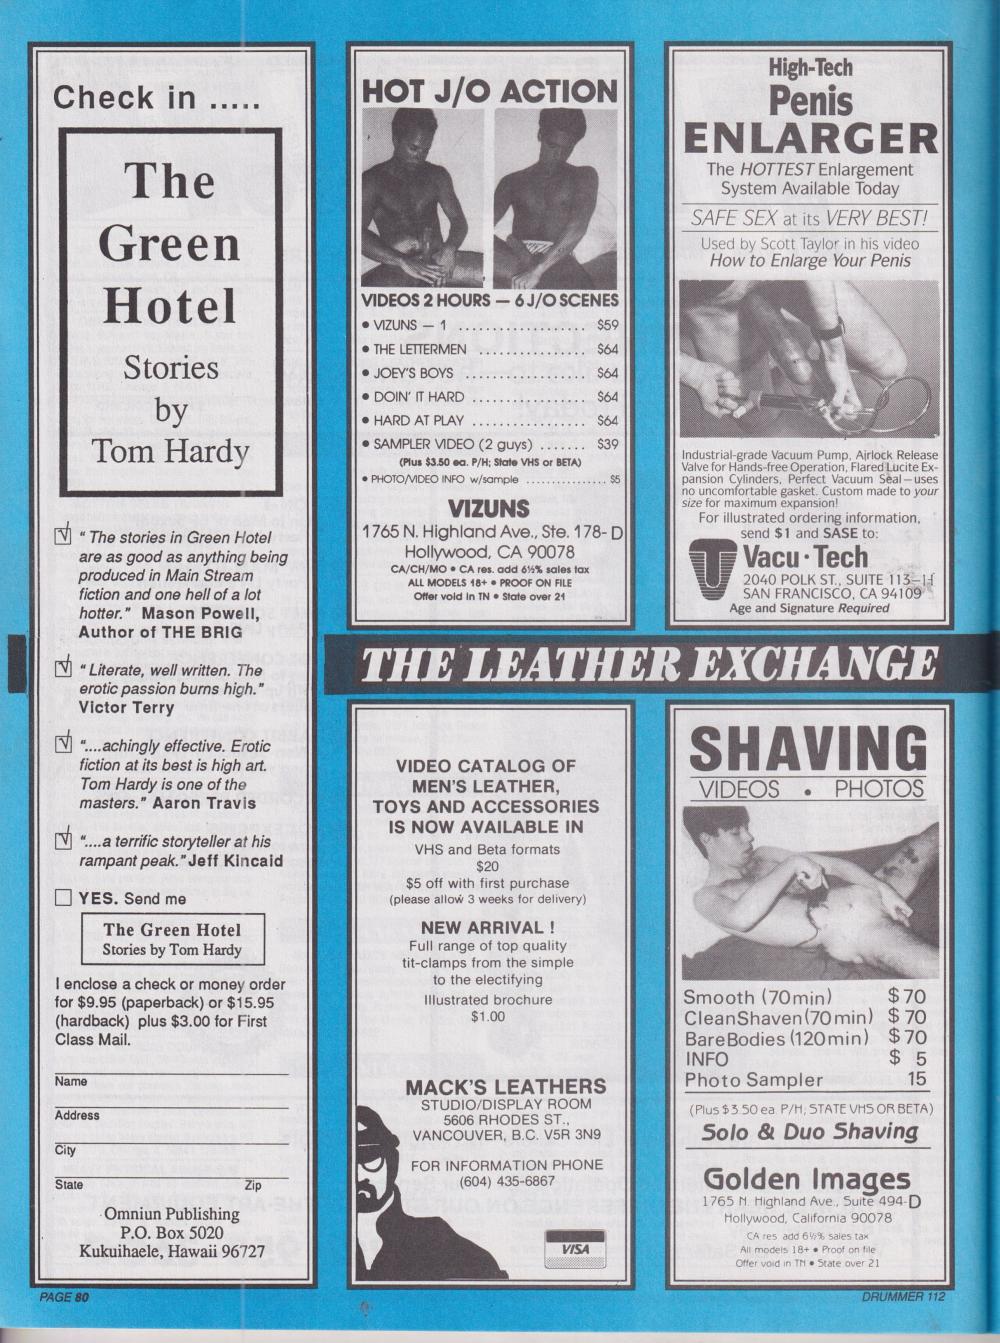 Check in .....
The
Green
Hotel
Stories
by
Tom Hardy
" The stories in Green Hotel
are as good as anything being
produced in Main Stream
fiction and one hell of a lot
hotter." Mason Powell,
Author of THE BRIG
" Literate, well written. The
erotic passion burns high."
Victor Terry
"....achingly effective. Erotic
fiction at its best is high art.
Tom Hardy is one of the
masters." Aaron Travis
"....a terrific storyteller at his
rampant peak." Jeff Kincaid
YES. Send me
The Green Hotel
Stories by Tom Hardy
I enclose a check or money order
for $9.95 (paperback) or $15.95
(hardback) plus $3.00 for First
Class Mail.
Name
Address
City
State Zip
Omniun Publishing
P.O. Box 5020
Kukuihaele, Hawaii 96727
HOT J/O ACTION
VIDEOS 2 HOURS — 6 J/O SCENES
• VIZUNS — 1 .................. $59
• THE LETTERMEN ............... $64
• JOEY'S BOYS .................. $64
• DOIN' IT HARD ................ $64
• HARD AT PLAY ................ $64
• SAMPLER VIDEO (2 guys) ....... $39
(Plus $3.50 ea. P/H; State VHS or BETA)
• PHOTO/VIDEO INFO w/sample ................ $5
VIZUNS
1765 N. Highland Ave., Ste. 178-D
Hollywood, CA 90078
CA/CH/MO • CA res. add 6½% sales tax
ALL MODELS 18+ • PROOF ON FILE
Offer void in TN • State over 21
High-Tech
Penis
ENLARGER
The HOTTEST Enlargement
System Available Today
SAFE SEX at its VERY BEST!
Used by Scott Taylor in his video
How to Enlarge Your Penis
Industrial-grade Vacuum Pump, Airlock Release
Valve for Hands-free Operation, Flared Lucite Ex-
pansion Cylinders, Perfect Vacuum Seal—uses
no uncomfortable gasket. Custom made to your
size for maximum expansion!
For illustrated ordering information,
send $1 and SASE to:
Vacu·Tech
2040 POLK ST., SUITE 113-H
SAN FRANCISCO, CA 94109
Age and Signature Required
THE LEATHER EXCHANGE
VIDEO CATALOG OF
MEN'S LEATHER,
TOYS AND ACCESSORIES
IS NOW AVAILABLE IN
VHS and Beta formats
$20
$5 off with first purchase
(please allow 3 weeks for delivery)
NEW ARRIVAL !
Full range of top quality
tit-clamps from the simple
to the electifying
Illustrated brochure
$1.00
MACK'S LEATHERS
STUDIO/DISPLAY ROOM
5606 RHODES ST.,
VANCOUVER, B.C. V5R 3N9
FOR INFORMATION PHONE
(604) 435-6867
VISA
SHAVING
VIDEOS • PHOTOS
Smooth (70min) $70
CleanShaven (70min) $70
BareBodies (120min) $70
INFO $ 5
Photo Sampler 15
(Plus $3.50 ea. P/H; STATE VHS OR BETA)
Solo & Duo Shaving
Golden Images
1765 N. Highland Ave., Suite 494-D
Hollywood, California 90078
CA res add 6½% sales tax
All models 18+ • Proof on file
Offer void in TN • State over 21
PAGE 80
DRUMMER 112